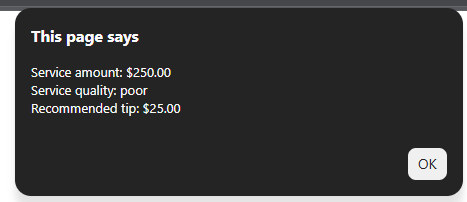 This page says
Service amount: $250.00
Service quality: poor
Recommended tip: $25.00
OK